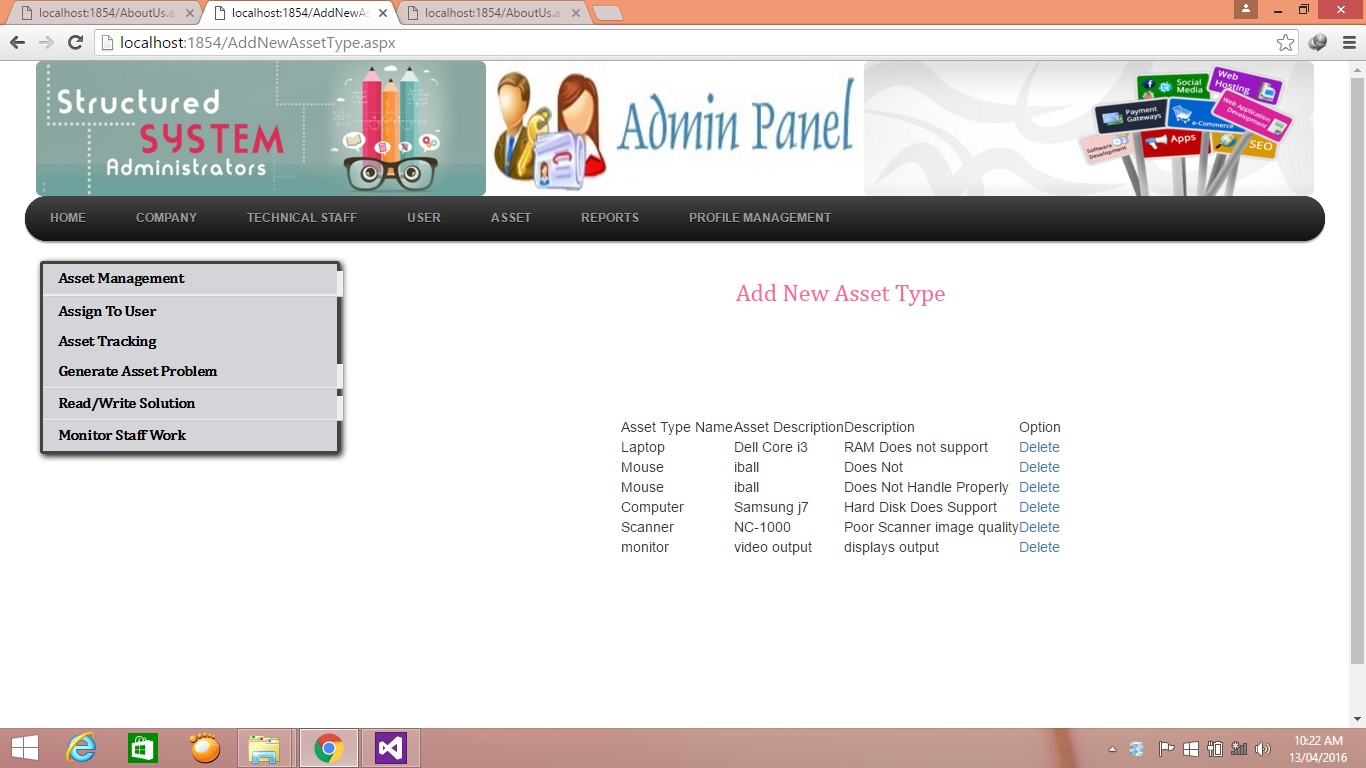 localhost:1854/AboutUs.as
localhost:1854/AddNewAs
localhost:1854/AboutUs.as
localhost:1854/AddNewAssetType.aspx
Structured
SYSTEM
Administrators
Admin Panel
Web Hosting
Social Media
Payment Gateways
e-Commerce
Web Application Development
Software Development
Apps
SEO
HOME COMPANY TECHNICAL STAFF USER ASSET REPORTS PROFILE MANAGEMENT
Asset Management
Assign To User
Asset Tracking
Generate Asset Problem
Read/Write Solution
Monitor Staff Work
Add New Asset Type
Asset Type Name Asset Description Description Option
Laptop Dell Core i3 RAM Does not support Delete
Mouse iball Does Not Delete
Mouse iball Does Not Handle Properly Delete
Computer Samsung j7 Hard Disk Does Support Delete
Scanner NC-1000 Poor Scanner image quality Delete
monitor video output displays output Delete
10:22 AM
13/04/2016